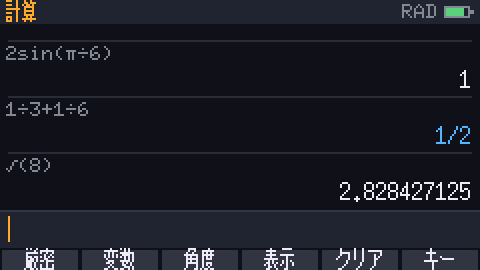 計算 RAD
2sin(π÷6)
1
1÷3+1÷6
1/2
√(8)
2.828427125
厳密 変数 角度 表示 クリア キー